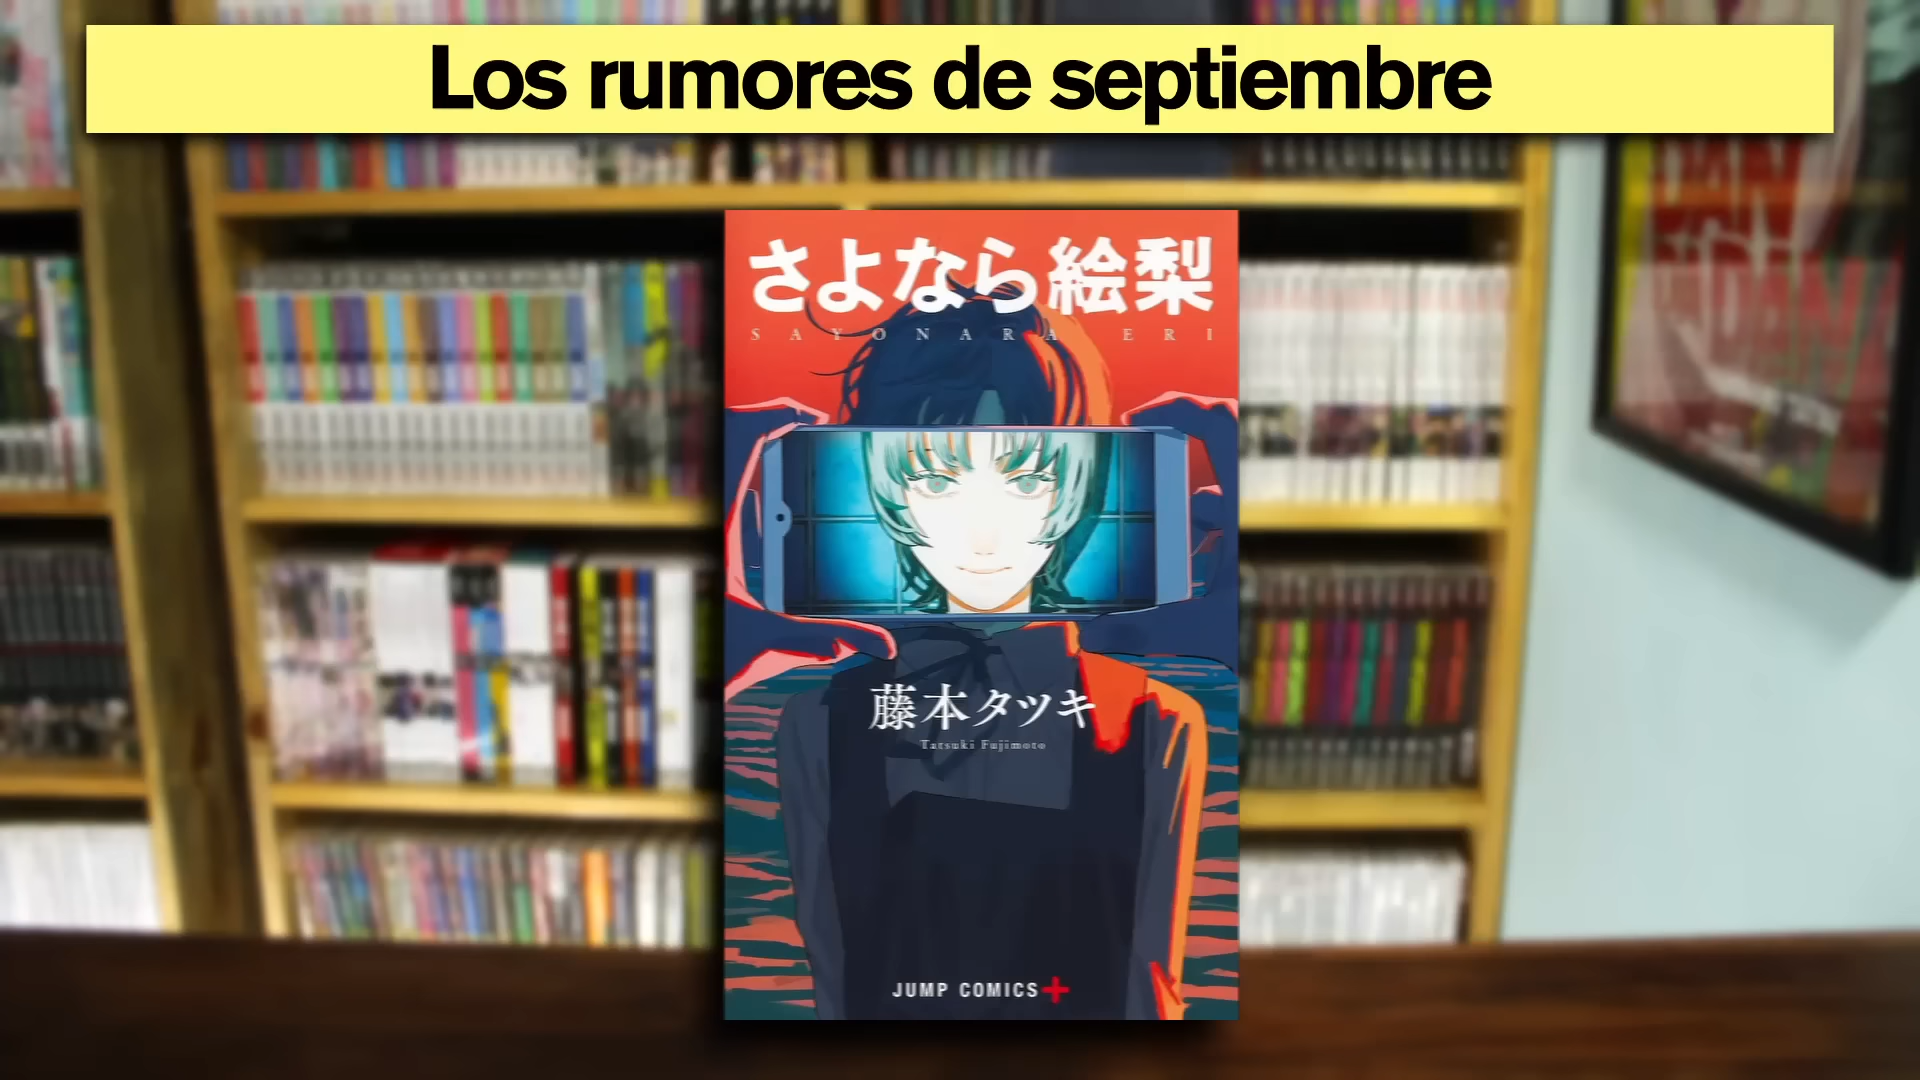 Los rumores de septiembre
さよなら絵梨
SAYONARA ERI
藤本タツキ
Tatsuki Fujimoto
JUMP COMICS+